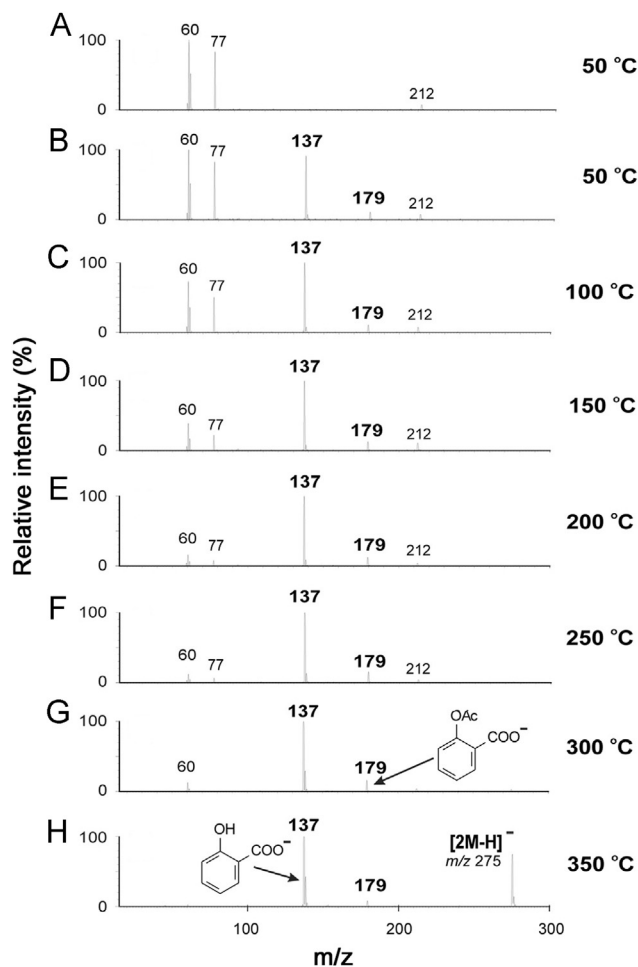 A
100
0
60
77
212
50 °C
B
100
0
60
77
137
179
212
50 °C
C
100
0
60
77
137
179
212
100 °C
D
100
0
60
77
137
179
212
150 °C
E
100
0
60
77
137
179
212
200 °C
F
100
0
60
77
137
179
212
250 °C
G
100
0
60
137
179
OAc
COO⁻
300 °C
H
100
0
OH
COO⁻
137
179
[2M-H]⁻
m/z 275
350 °C
Relative intensity (%)
100
200
300
m/z